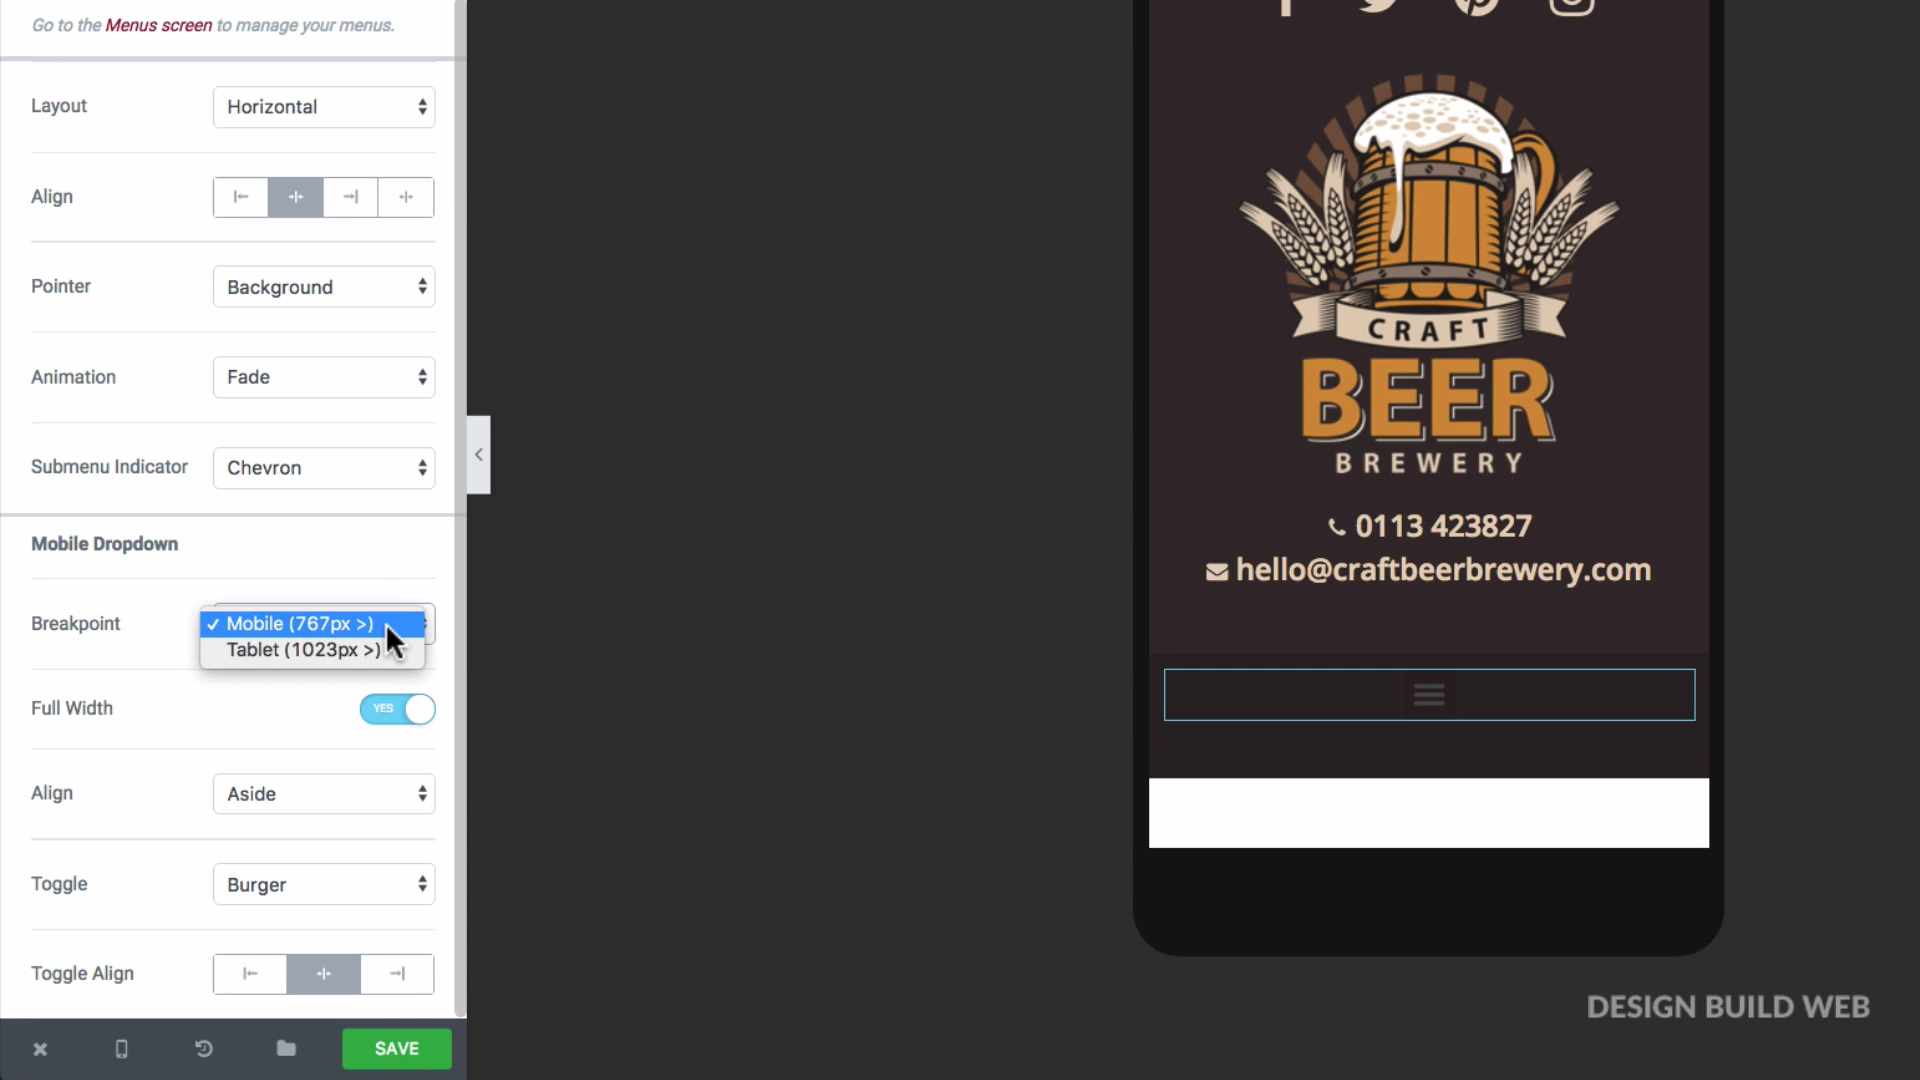 Go to the Menus screen to manage your menus.
Layout
Horizontal
Align
Pointer
Background
Animation
Fade
Submenu Indicator
Chevron
Mobile Dropdown
Breakpoint
Mobile (767px >)
Tablet (1023px >)
Full Width
YES
Align
Aside
Toggle
Burger
Toggle Align
SAVE
CRAFT
BEER
BREWERY
0113 423827
hello@craftbeerbrewery.com
DESIGN BUILD WEB